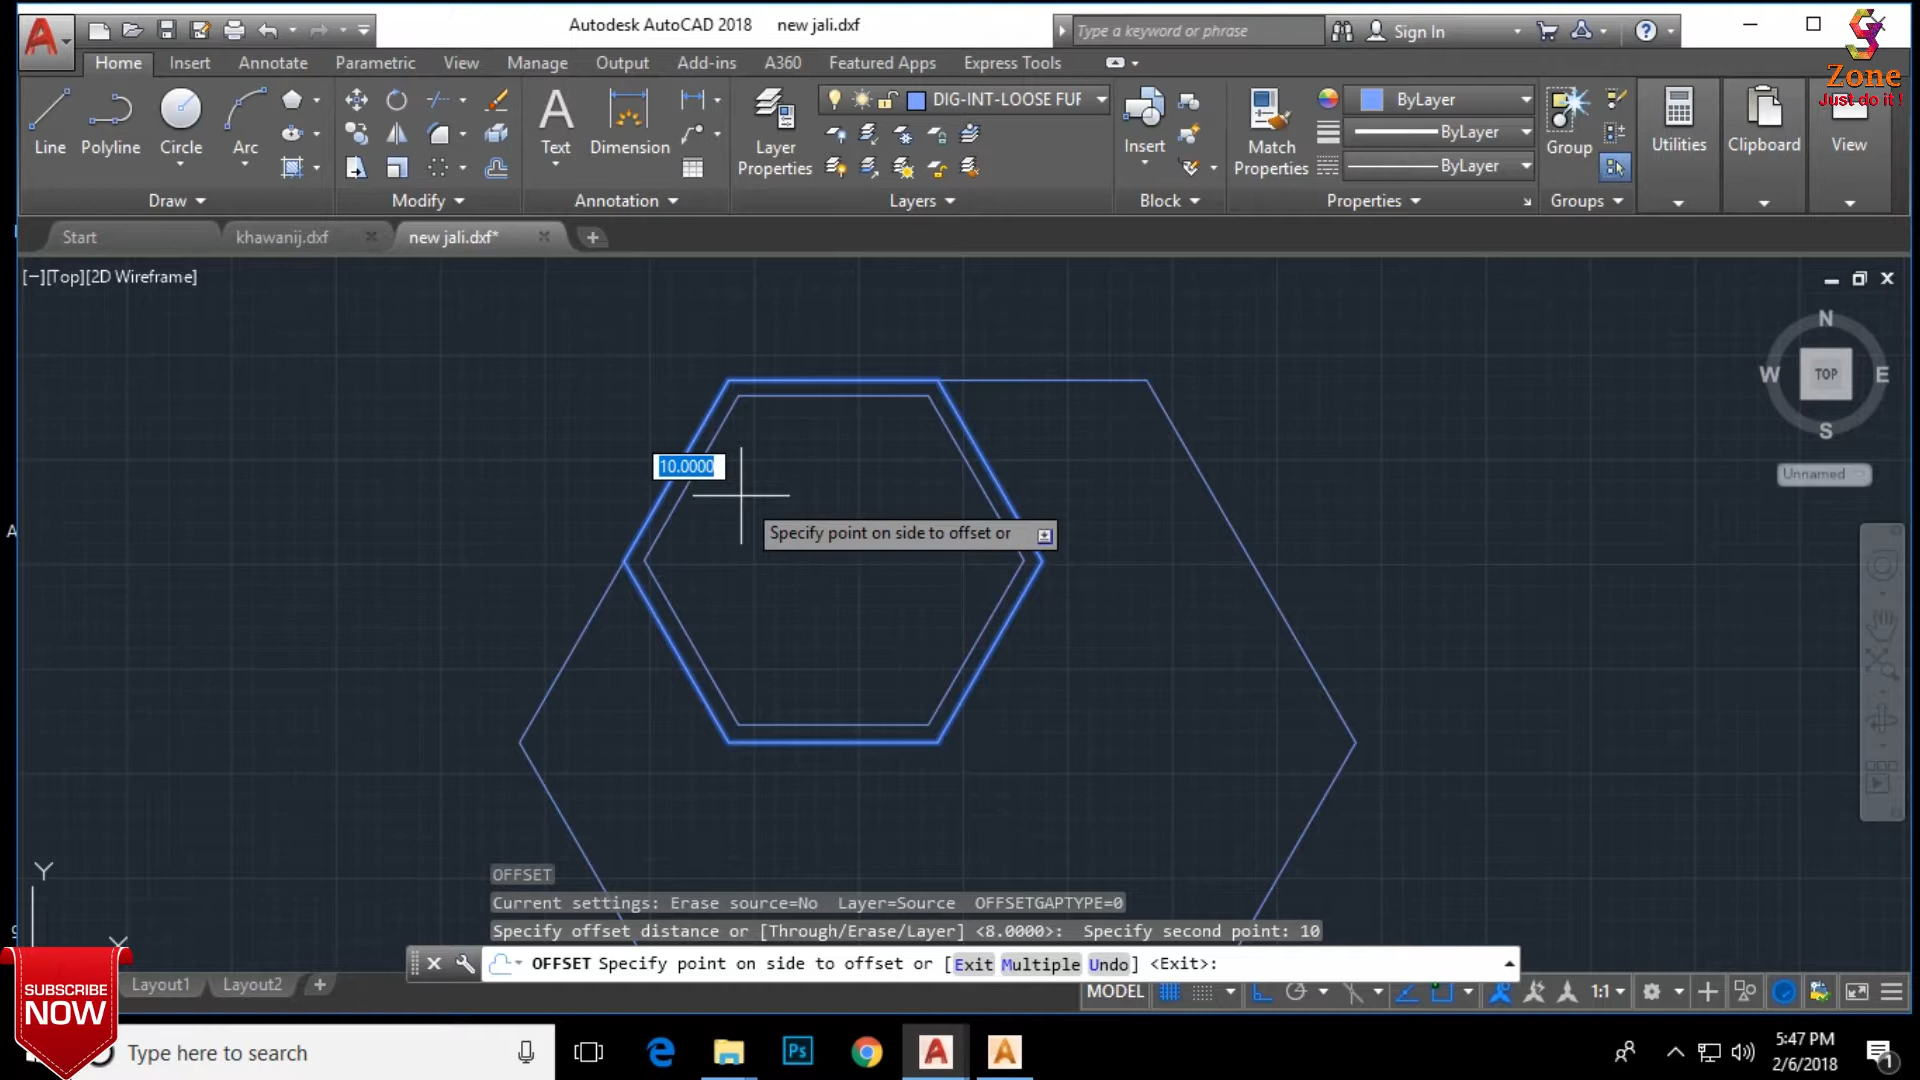 Autodesk AutoCAD 2018 new jali.dxf
Type a keyword or phrase
Sign In
Zone
Just do it !
Home Insert Annotate Parametric View Manage Output Add-ins A360 Featured Apps Express Tools
Line Polyline Circle Arc
Draw
Modify
Text Dimension
Annotation
Layer Properties
DIG-INT-LOOSE FUR
Layers
Insert
Block
Match Properties
ByLayer
ByLayer
ByLayer
Properties
Group
Groups
Utilities
Clipboard
View
Start khawanij.dxf new jali.dxf*
[−][Top][2D Wireframe]
N
W TOP E
S
Unnamed
10.0000
Specify point on side to offset or
Y
OFFSET
Current settings: Erase source=No Layer=Source OFFSETGAPTYPE=0
Specify offset distance or [Through/Erase/Layer] <8.0000>: Specify second point: 10
OFFSET Specify point on side to offset or [Exit Multiple Undo] <Exit>:
Layout1 Layout2
MODEL 1:1
SUBSCRIBE
NOW
Type here to search
Ps
5:47 PM
2/6/2018
1